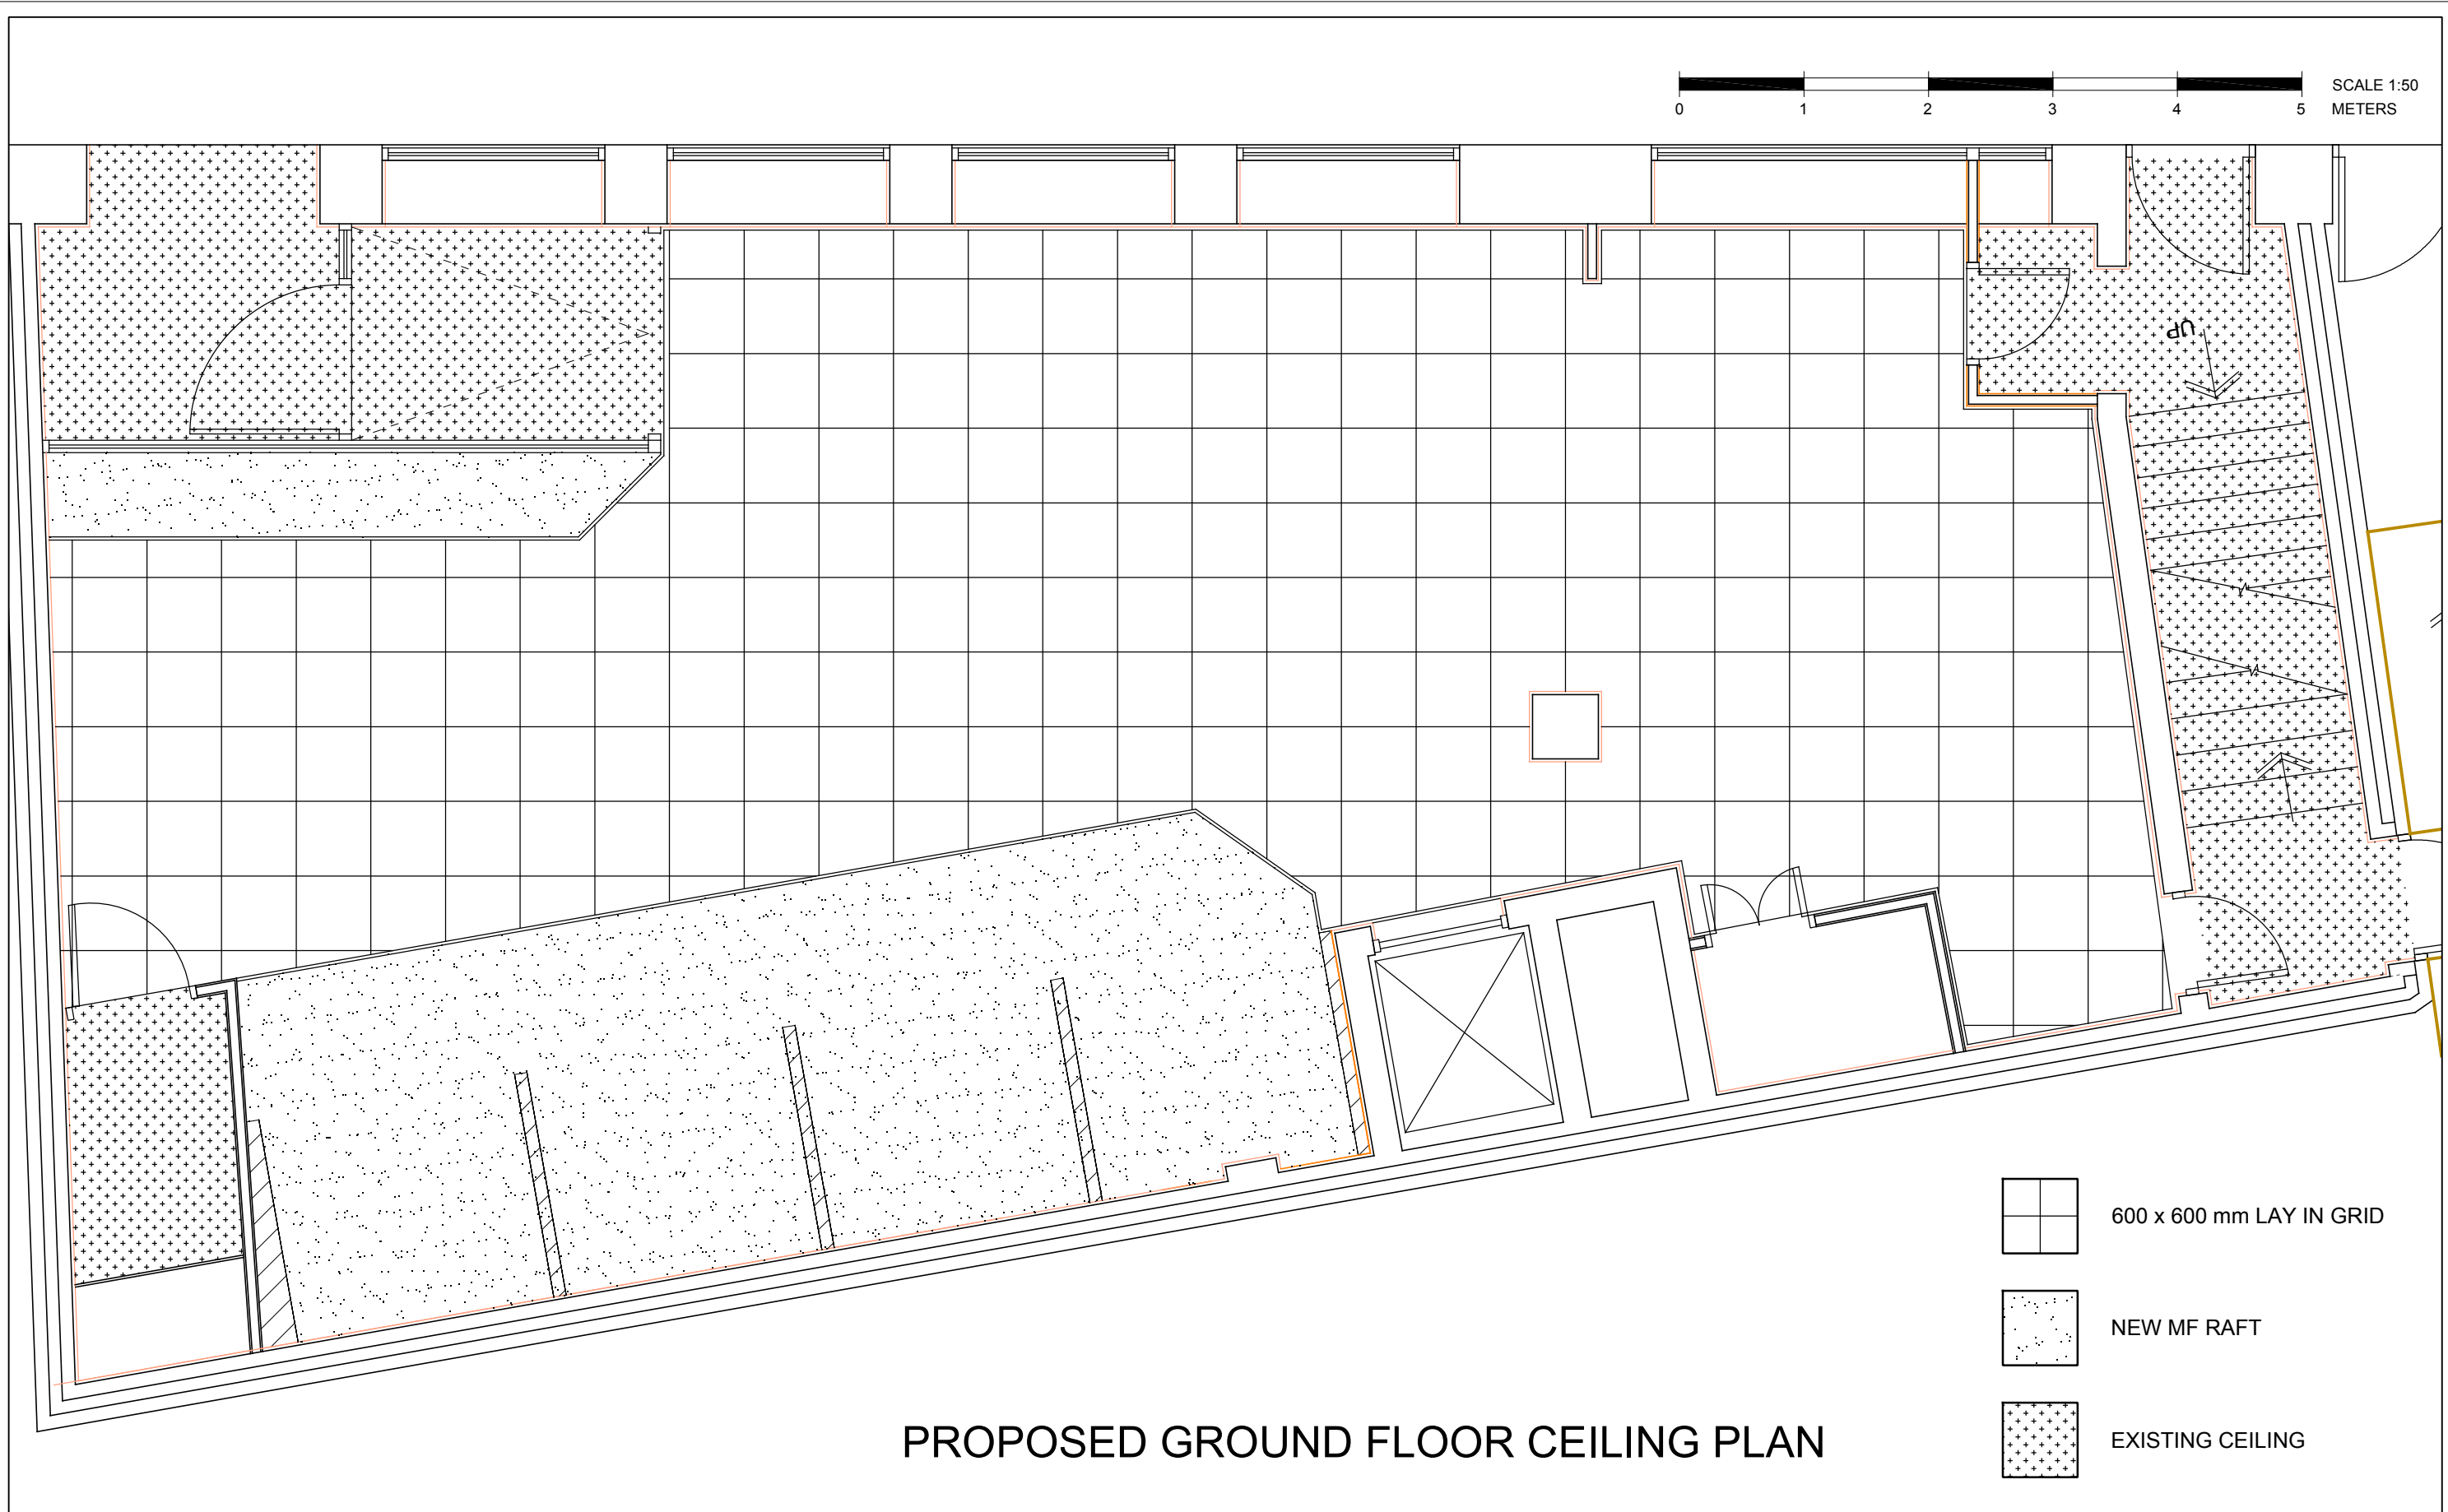 SCALE 1:50
0 1 2 3 4 5 METERS
UP
600 x 600 mm LAY IN GRID
NEW MF RAFT
EXISTING CEILING
PROPOSED GROUND FLOOR CEILING PLAN